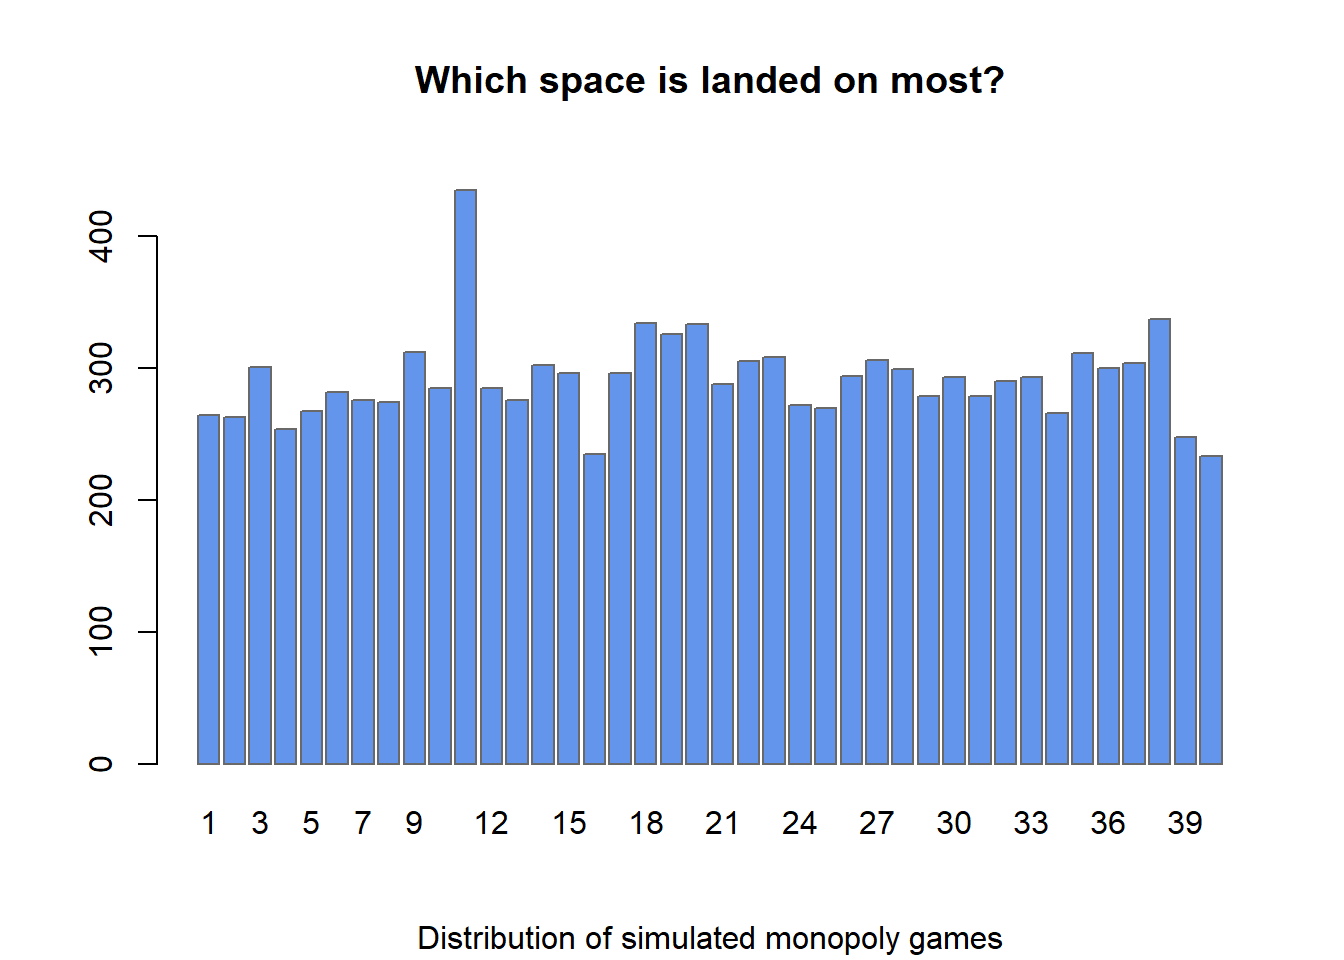 Which space is landed on most?
400
300
200
100
0
1 3 5 7 9 12 15 18 21 24 27 30 33 36 39
Distribution of simulated monopoly games